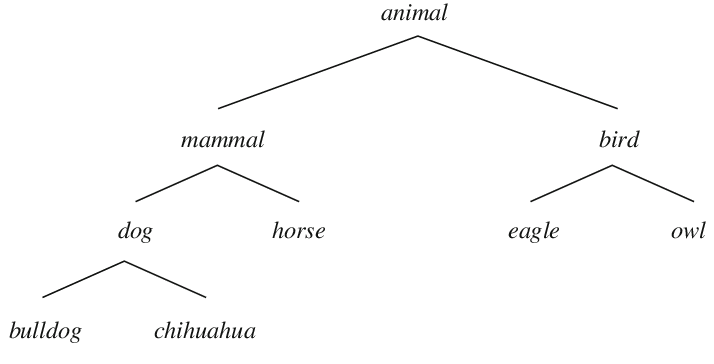 animal
mammal bird
dog horse eagle owl
bulldog chihuahua